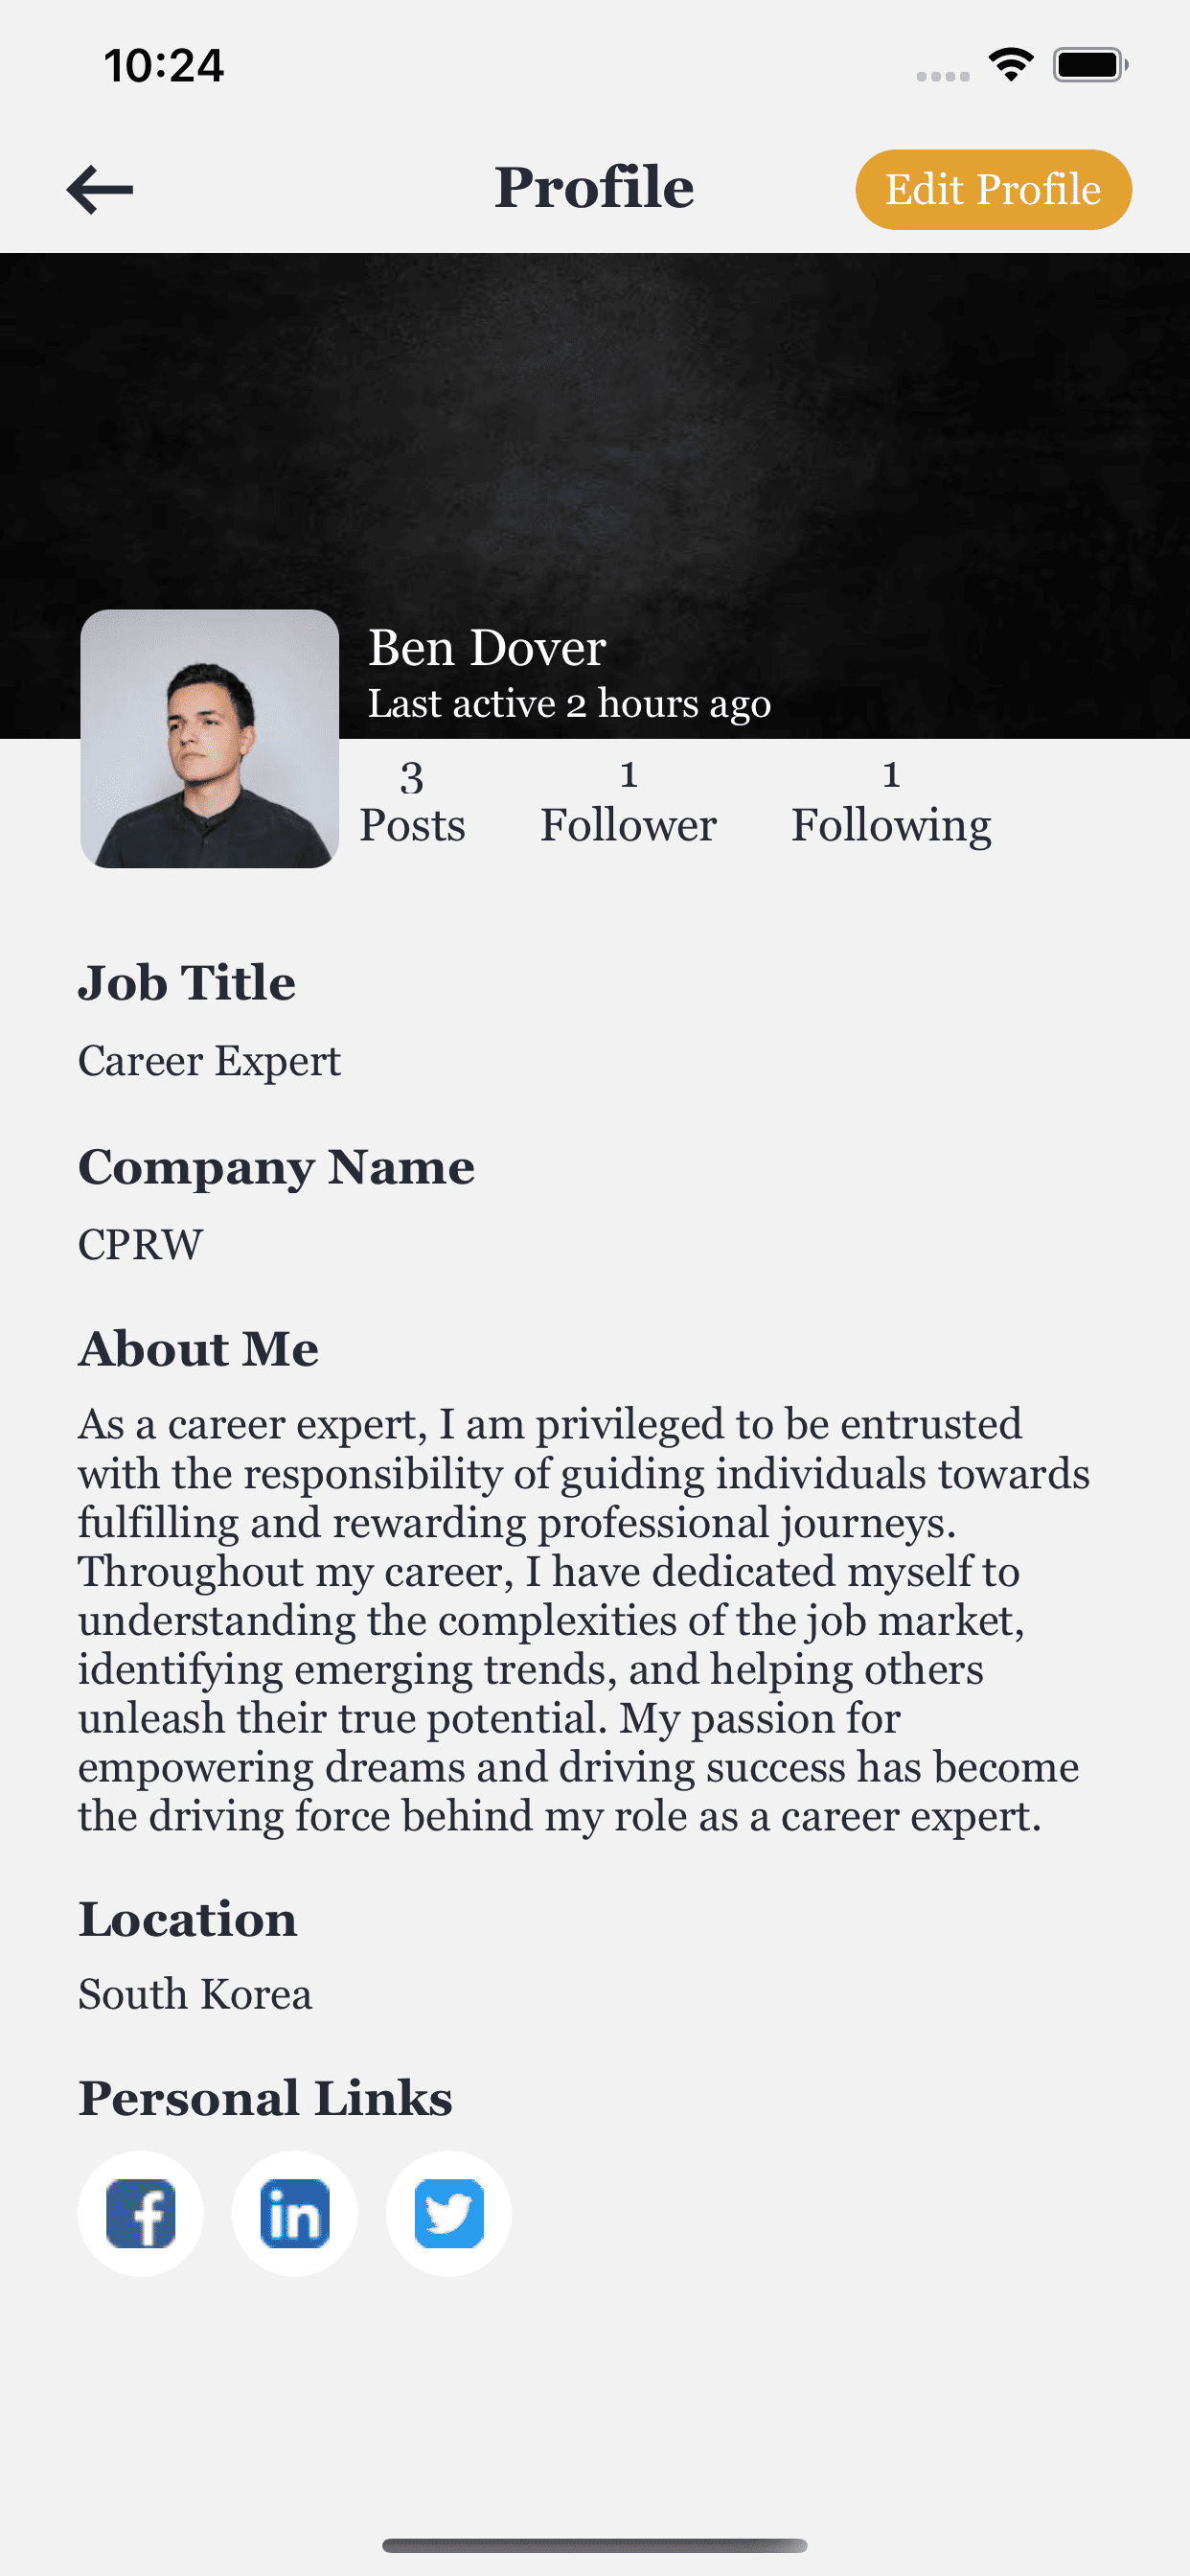 10:24
Profile
Edit Profile
Ben Dover
Last active 2 hours ago
3 1 1
Posts Follower Following
Job Title
Career Expert
Company Name
CPRW
About Me
As a career expert, I am privileged to be entrusted
with the responsibility of guiding individuals towards
fulfilling and rewarding professional journeys.
Throughout my career, I have dedicated myself to
understanding the complexities of the job market,
identifying emerging trends, and helping others
unleash their true potential. My passion for
empowering dreams and driving success has become
the driving force behind my role as a career expert.
Location
South Korea
Personal Links
f in